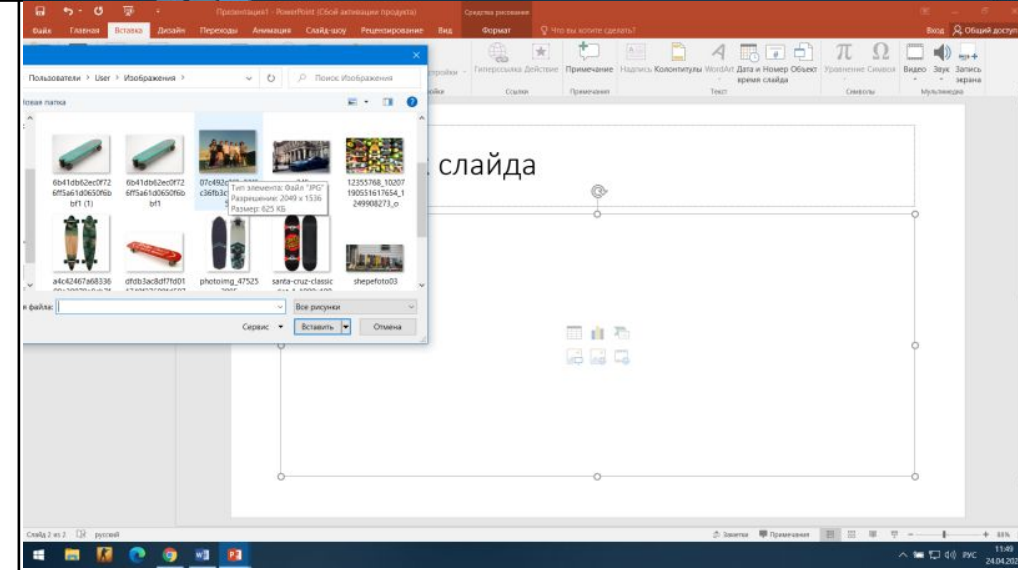 Презентация1 - PowerPoint (Сбой активации продукта)
Средства рисования
Файл Главная Вставка Дизайн Переходы Анимация Слайд-шоу Рецензирование Вид Формат Что вы хотите сделать? Вход Общий доступ
Гиперссылка Действие Примечание Надпись Колонтитулы WordArt Дата и время Номер слайда Объект Уравнение Символ Видео Звук Запись экрана
Ссылки Примечания Текст Символы Мультимедиа
Пользователи > User > Изображения > Поиск: Изображения
Новая папка
6b41db62ec0f72
6ff5a61d0650f6b
bf1 (1)
6b41db62ec0f72
6ff5a61d0650f6b
bf1
Тип элемента: Файл "JPG"
Разрешение: 2049 x 1536
Размер: 625 КБ
12355768_10207
190551617654_1
249908273_o
a4c42467a68336
dfdb3ac8df7fd01
photoimg_47525
santa-cruz-classic
shepefoto03
файла:
Все рисунки
Сервис Вставить Отмена
слайда
Слайд 2 из 2 русский Заметки Примечания 88%
РУС
11:49